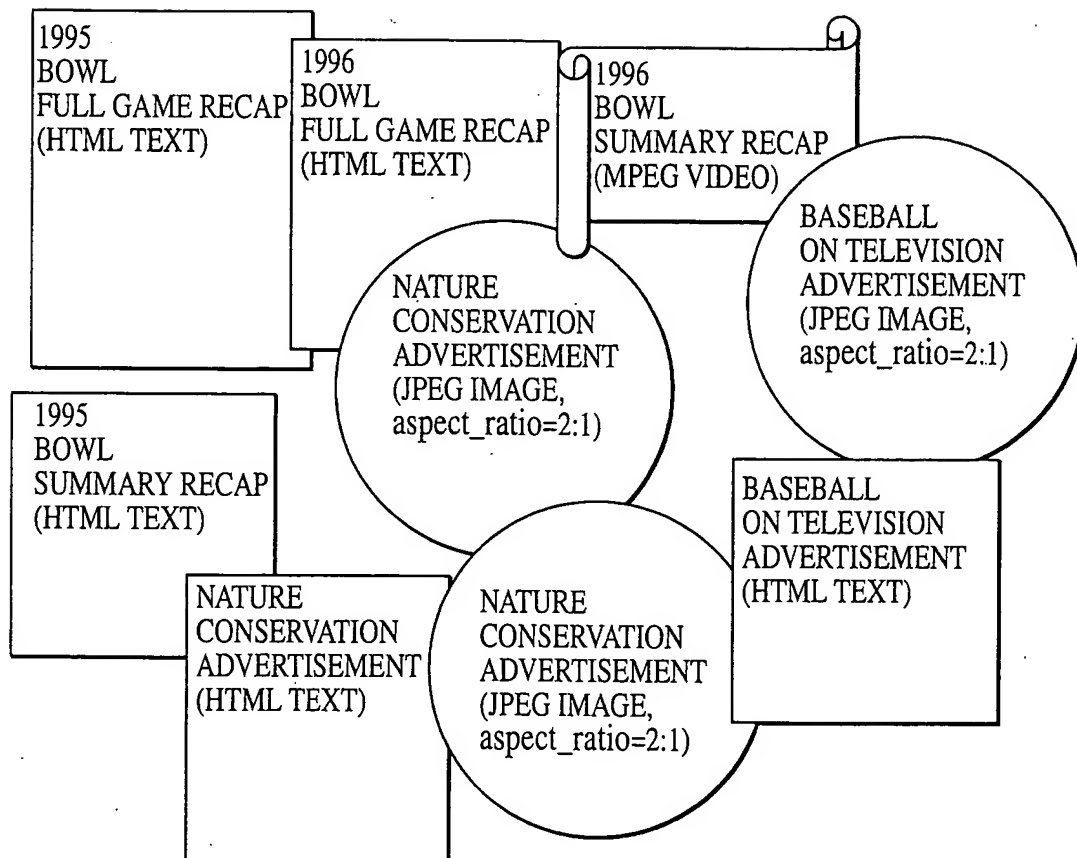 1995
BOWL
FULL GAME RECAP
(HTML TEXT)
1996
BOWL
FULL GAME RECAP
(HTML TEXT)
1996
BOWL
SUMMARY RECAP
(MPEG VIDEO)
BASEBALL
ON TELEVISION
ADVERTISEMENT
(JPEG IMAGE,
aspect_ratio=2:1)
NATURE
CONSERVATION
ADVERTISEMENT
(JPEG IMAGE,
aspect_ratio=2:1)
1995
BOWL
SUMMARY RECAP
(HTML TEXT)
BASEBALL
ON TELEVISION
ADVERTISEMENT
(HTML TEXT)
NATURE
CONSERVATION
ADVERTISEMENT
(HTML TEXT)
NATURE
CONSERVATION
ADVERTISEMENT
(JPEG IMAGE,
aspect_ratio=2:1)